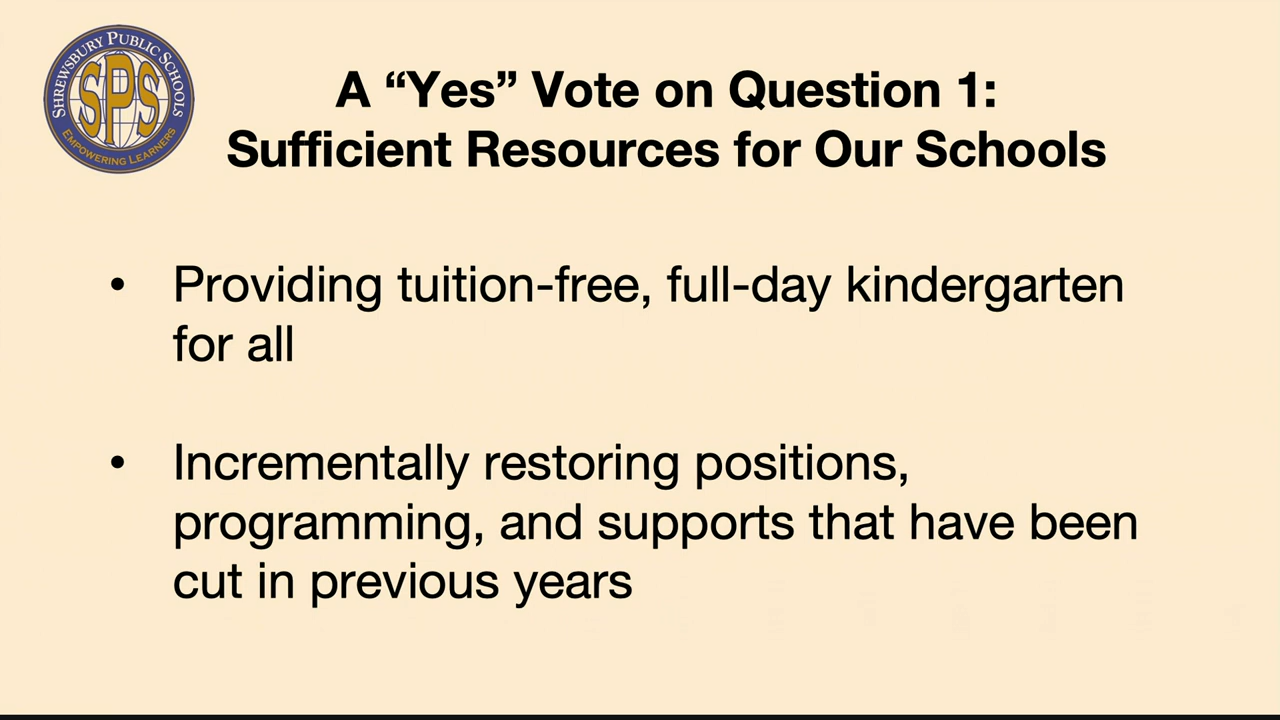 SHREWSBURY PUBLIC SCHOOLS
SPS
EMPOWERING LEARNERS
A “Yes” Vote on Question 1:
Sufficient Resources for Our Schools
• Providing tuition-free, full-day kindergarten
for all
• Incrementally restoring positions,
programming, and supports that have been
cut in previous years